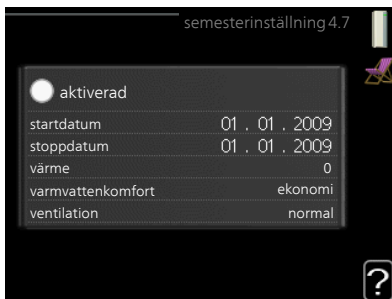 semesterinställning 4.7
aktiverad
startdatum 01 . 01 . 2009
stoppdatum 01 . 01 . 2009
värme 0
varmvattenkomfort ekonomi
ventilation normal
?